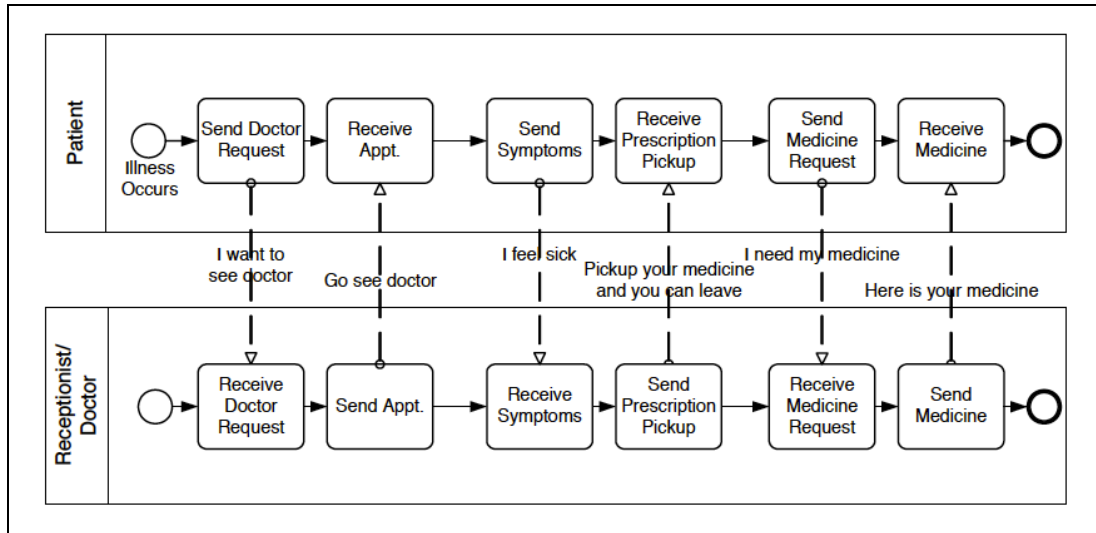 Patient
Illness
Occurs
Send Doctor
Request
Receive
Appt.
Send
Symptoms
Receive
Prescription
Pickup
Send
Medicine
Request
Receive
Medicine
I want to
see doctor
Go see doctor
I feel sick
Pickup your medicine
and you can leave
I need my medicine
Here is your medicine
Receptionist/
Doctor
Receive
Doctor
Request
Send Appt.
Receive
Symptoms
Send
Prescription
Pickup
Receive
Medicine
Request
Send
Medicine